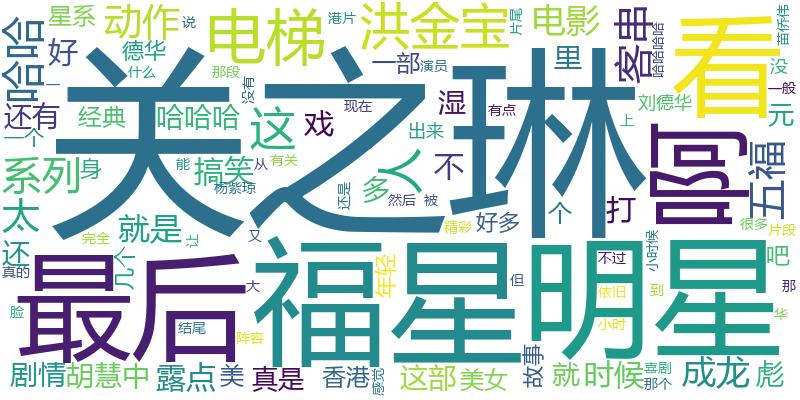 星系 动作 说 电梯 港片 洪金宝 片尾 电影 客串 哈哈哈哈 看 苗侨伟
哈哈 好 德华 什么 那段 没有 一部 演员 里 没
还有 经典 哈哈哈 这 戏 现在 湿 有点 刘德华 一般
一个 关之琳 出来 上 元
系列 身 能 搞笑 从 有关 人 不 啊 五福
杨紫琼 多 还是 然后 被 个 打
太 就是 又 精彩 好多 很多 片段
还 完全 几个 让 小时候 吧
真的 最后 福星 年轻 但 明星 不过 到 那
脸 结尾 大 阵容 依旧 小时 华
剧情 胡慧中 露点 美 真是 香港 感觉 这部 美女 故事 就 时候 喜剧 那个 成龙 彪
一